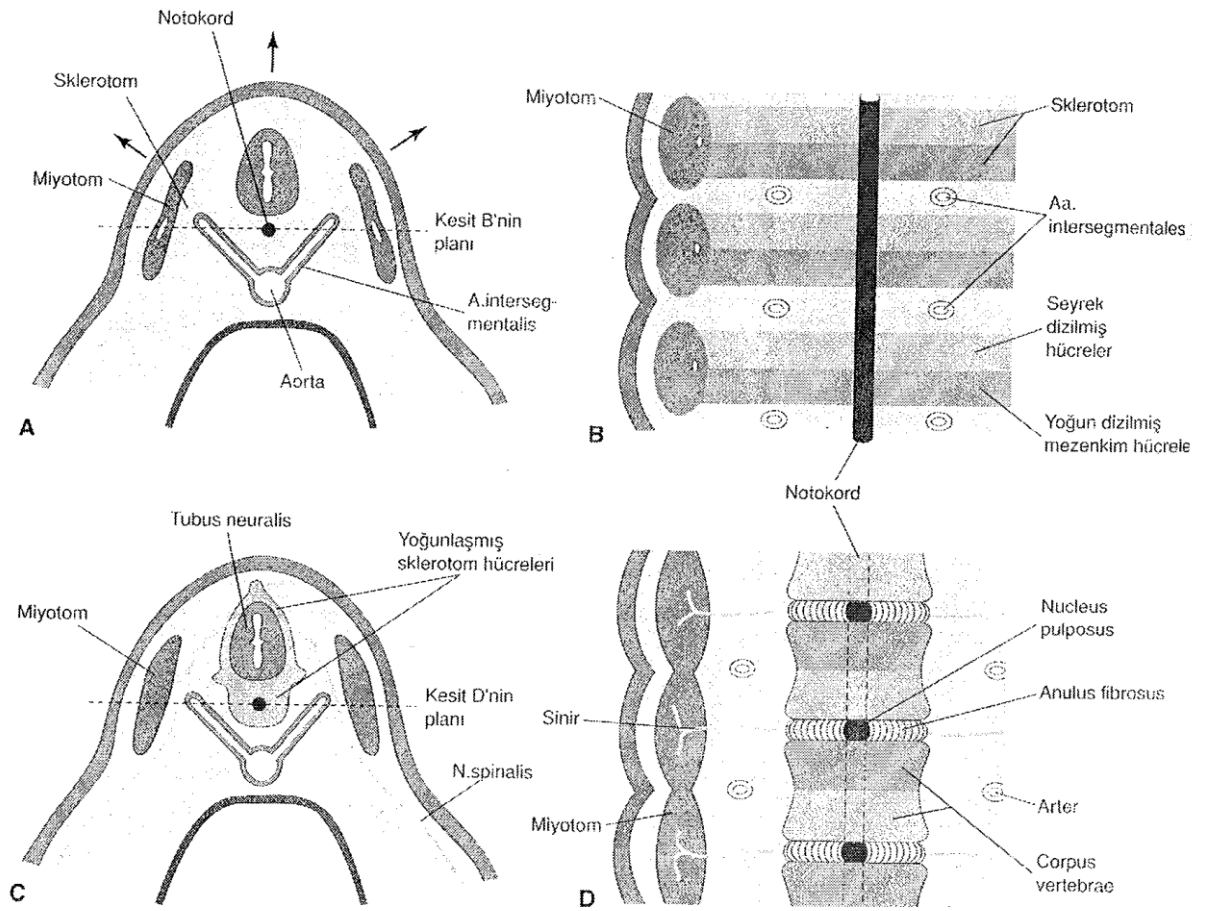 Notokord
Sklerotom
Miyotom
Kesit B'nin
planı
A.interseg-
mentalis
Aorta
A
Miyotom
Sklerotom
Aa.
intersegmentales
Seyrek
dizilmiş
hücreler
Yoğun dizilmiş
mezenkim hücrele
B
Notokord
Tubus neuralis
Yoğunlaşmış
sklerotom hücreleri
Miyotom
Kesit D'nin
planı
N.spinalis
C
Nucleus
pulposus
Anulus fibrosus
Sinir
Arter
Miyotom
Corpus
vertebrae
D